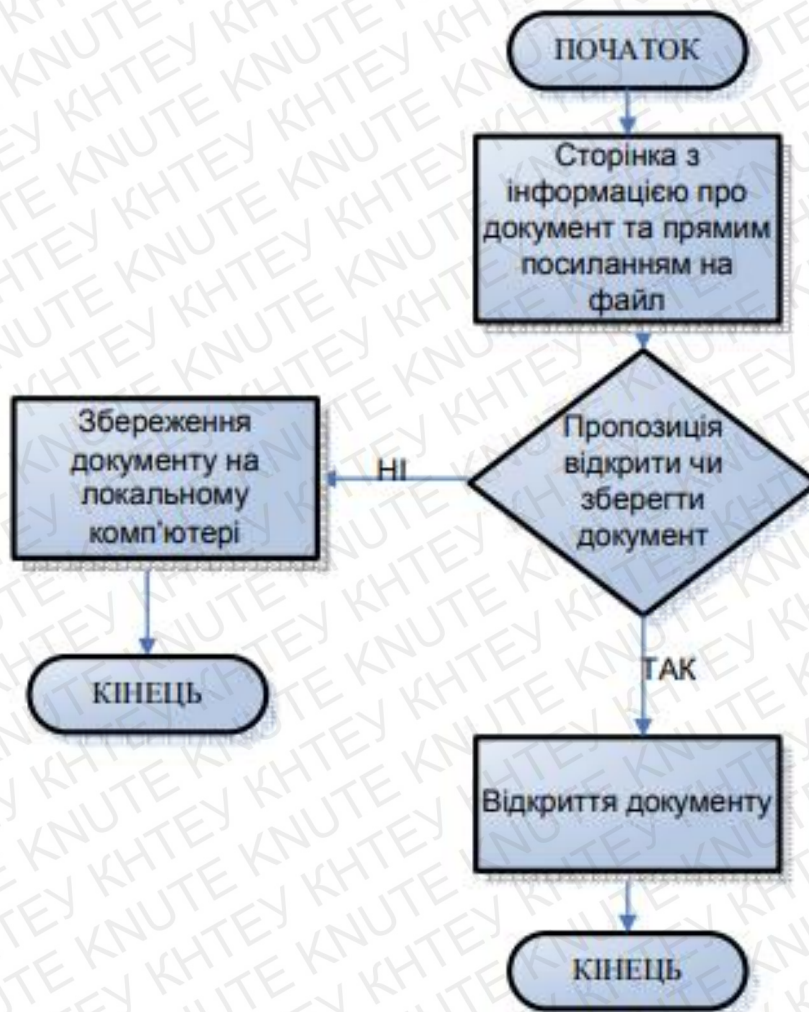 ПОЧАТОК
Сторінка з
інформацією про
документ та прямим
посиланням на
файл
Пропозиція
відкрити чи
зберегти
документ
НІ
Збереження
документу на
локальному
комп'ютері
КІНЕЦЬ
ТАК
Відкриття документу
КІНЕЦЬ